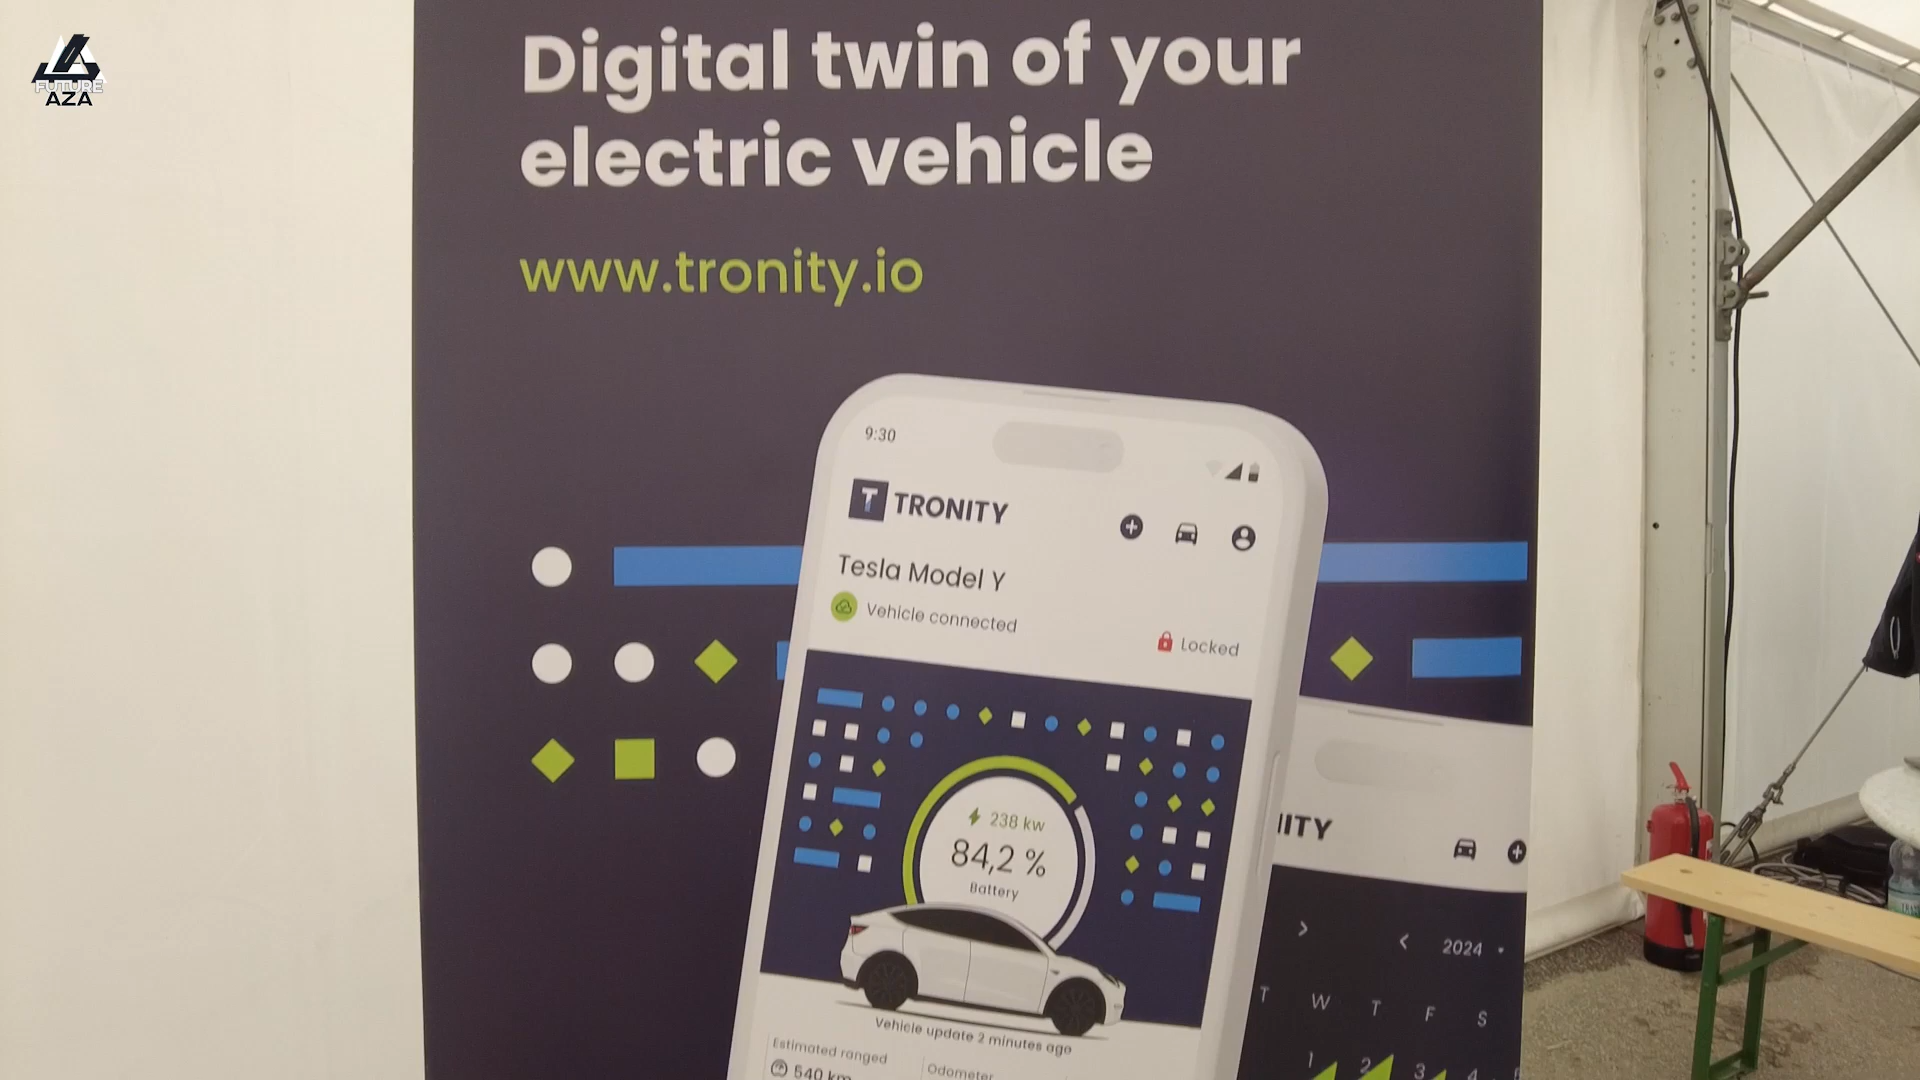 FUTURE
AZA
Digital twin of your
electric vehicle
www.tronity.io
9:30
T TRONITY
Tesla Model Y
Vehicle connected
Locked
238 kw
84,2 %
Battery
Vehicle update 2 minutes ago
Estimated ranged
540 km
Odometer
NITY
2024
T W T F S
1 2 3 4